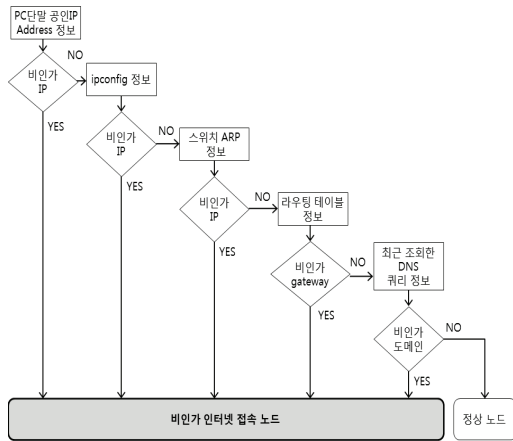 PC단말 공인IP
Address 정보
NO
비인가
IP
ipconfig 정보
YES
NO
비인가
IP
스위치 ARP
정보
YES
NO
비인가
IP
라우팅 테이블
정보
YES
NO
비인가
gateway
최근 조회한
DNS
쿼리 정보
YES
NO
비인가
도메인
YES
비인가 인터넷 접속 노드
정상 노드